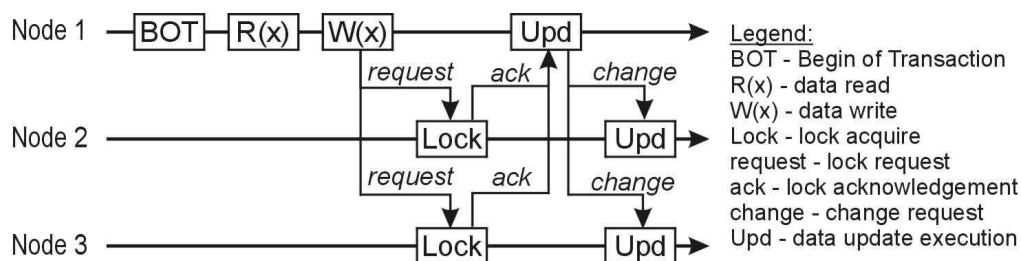 Node 1 BOT R(x) W(x) Upd
request ack change
Node 2 Lock Upd
request ack change
Node 3 Lock Upd
Legend:
BOT - Begin of Transaction
R(x) - data read
W(x) - data write
Lock - lock acquire
request - lock request
ack - lock acknowledgement
change - change request
Upd - data update execution